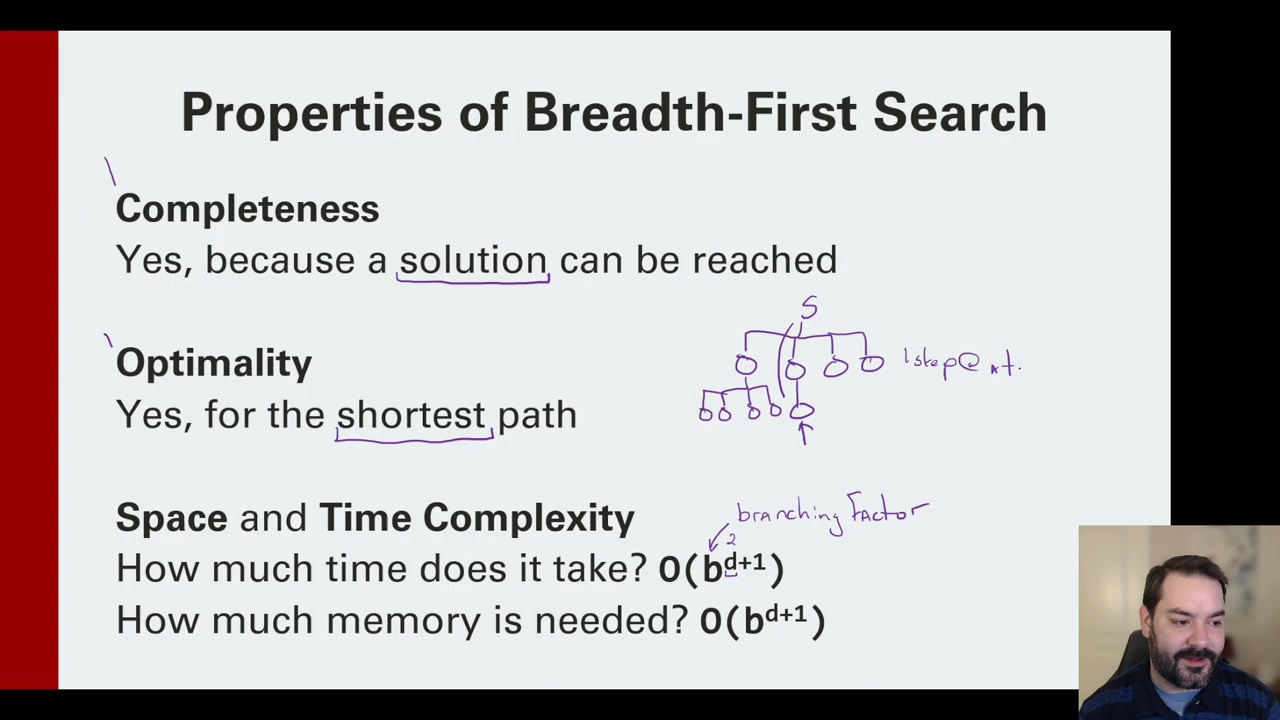 Properties of Breadth-First Search
Completeness
Yes, because a solution can be reached
S
Optimality
1 step @
Yes, for the shortest path
Space and Time Complexity
branching Factor
2
How much time does it take? O(b^d+1)
How much memory is needed? O(b^d+1)